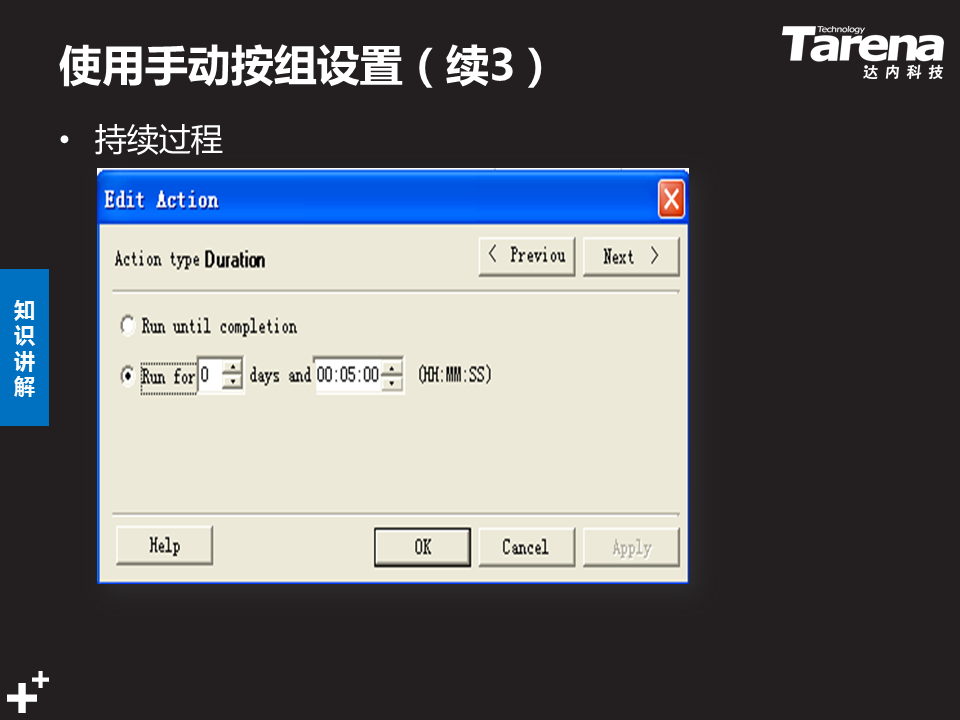 使用手动按组设置（续3）
Technology
Tarena
达内科技
• 持续过程
Edit Action
Action type Duration
< Previou
Next >
Run until completion
Run for 0 days and 00:05:00 (HH:MM:SS)
Help
OK
Cancel
Apply
知
识
讲
解